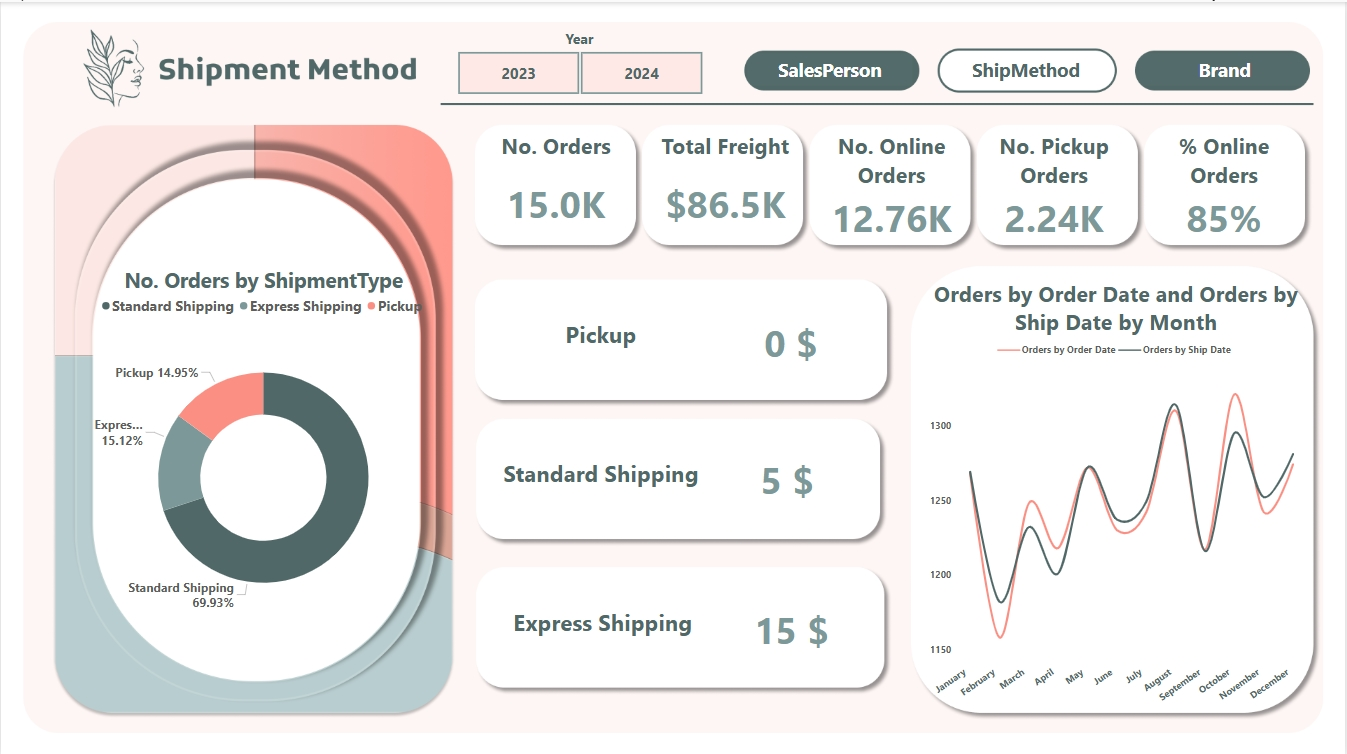 Shipment Method
Year
2023
2024
SalesPerson
ShipMethod
Brand
No. Orders
15.0K
Total Freight
$86.5K
No. Online
Orders
12.76K
No. Pickup
Orders
2.24K
% Online
Orders
85%
No. Orders by ShipmentType
Standard Shipping Express Shipping Pickup
Pickup 14.95%
Expres...
15.12%
Standard Shipping
69.93%
Pickup
0 $
Standard Shipping
5 $
Express Shipping
15 $
Orders by Order Date and Orders by
Ship Date by Month
Orders by Order Date Orders by Ship Date
1300
1250
1200
1150
January
February
March
April
May
June
July
August
September
October
November
December